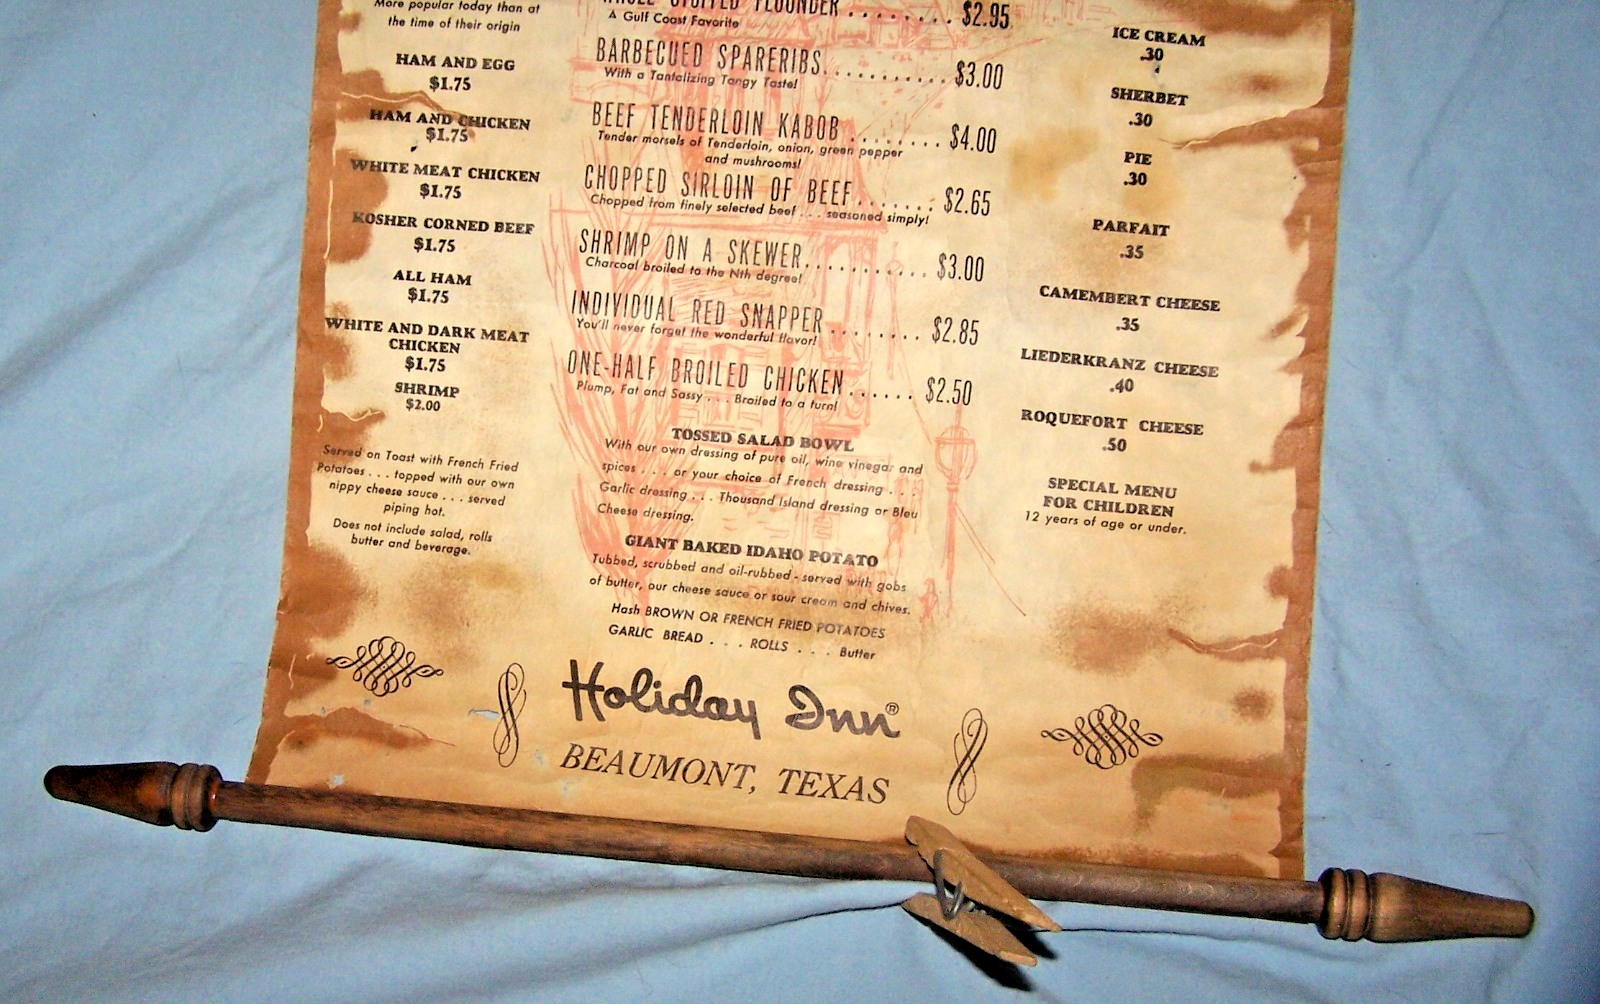 More popular today than at
the time of their origin
HAM AND EGG
$1.75
HAM AND CHICKEN
$1.75
WHITE MEAT CHICKEN
$1.75
KOSHER CORNED BEEF
$1.75
ALL HAM
$1.75
WHITE AND DARK MEAT
CHICKEN
$1.75
SHRIMP
$2.00
Served on Toast with French Fried
Potatoes . . . topped with our own
nippy cheese sauce . . . served
piping hot.
Does not include salad, rolls
butter and beverage.
WHOLE STUFFED FLOUNDER ........ $2.95
A Gulf Coast Favorite
BARBECUED SPARERIBS........... $3.00
With a Tantalizing Tangy Taste!
BEEF TENDERLOIN KABOB ........ $4.00
Tender morsels of Tenderloin, onion, green pepper
and mushrooms!
CHOPPED SIRLOIN OF BEEF ....... $2.65
Chopped from finely selected beef . . . seasoned simply!
SHRIMP ON A SKEWER........... $3.00
Charcoal broiled to the Nth degree!
INDIVIDUAL RED SNAPPER ........ $2.85
You'll never forget the wonderful flavor!
ONE-HALF BROILED CHICKEN ...... $2.50
Plump, Fat and Sassy . . . Broiled to a turn!
TOSSED SALAD BOWL
With our own dressing of pure oil, wine vinegar and
spices . . . or your choice of French dressing . . .
Garlic dressing . . . Thousand Island dressing or Bleu
Cheese dressing.
GIANT BAKED IDAHO POTATO
Tubbed, scrubbed and oil-rubbed - served with gobs
of butter, our cheese sauce or sour cream and chives.
Hash BROWN OR FRENCH FRIED POTATOES
GARLIC BREAD . . . ROLLS . . . Butter
ICE CREAM
.30
SHERBET
.30
PIE
.30
PARFAIT
.35
CAMEMBERT CHEESE
.35
LIEDERKRANZ CHEESE
.40
ROQUEFORT CHEESE
.50
SPECIAL MENU
FOR CHILDREN
12 years of age or under.
Holiday Inn®
BEAUMONT, TEXAS